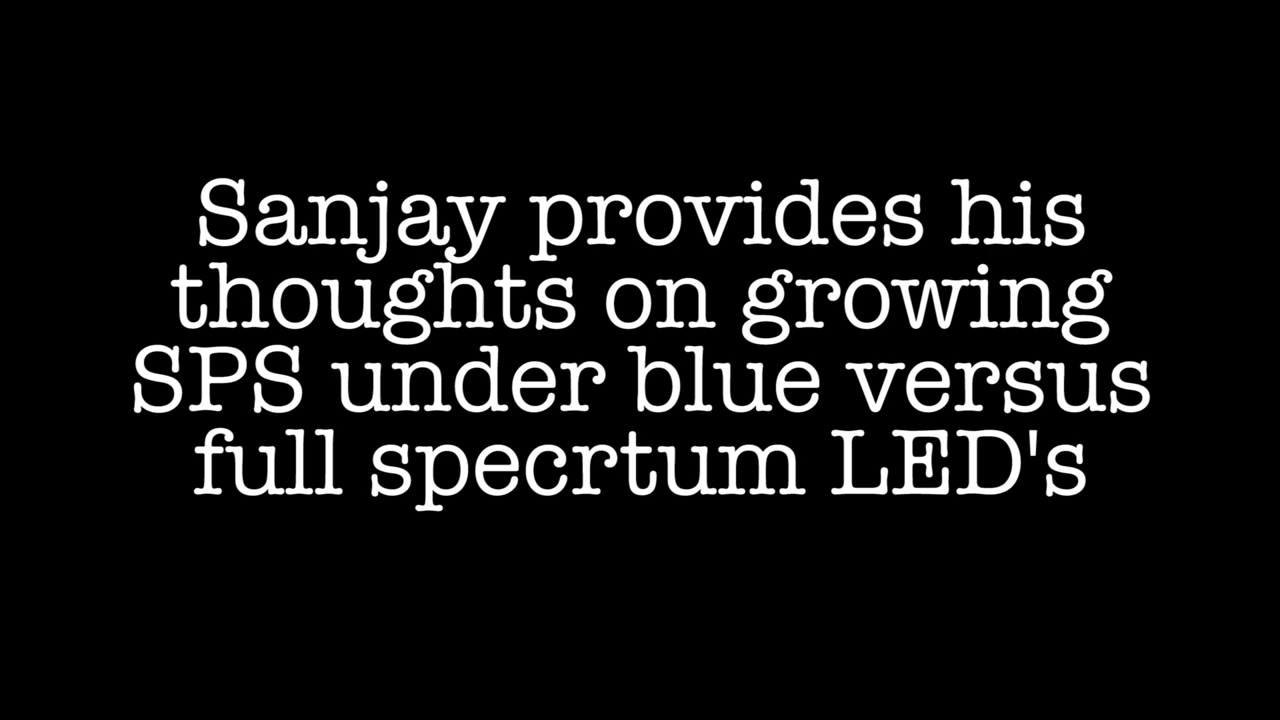 Sanjay provides his
thoughts on growing
SPS under blue versus
full specrtum LED's